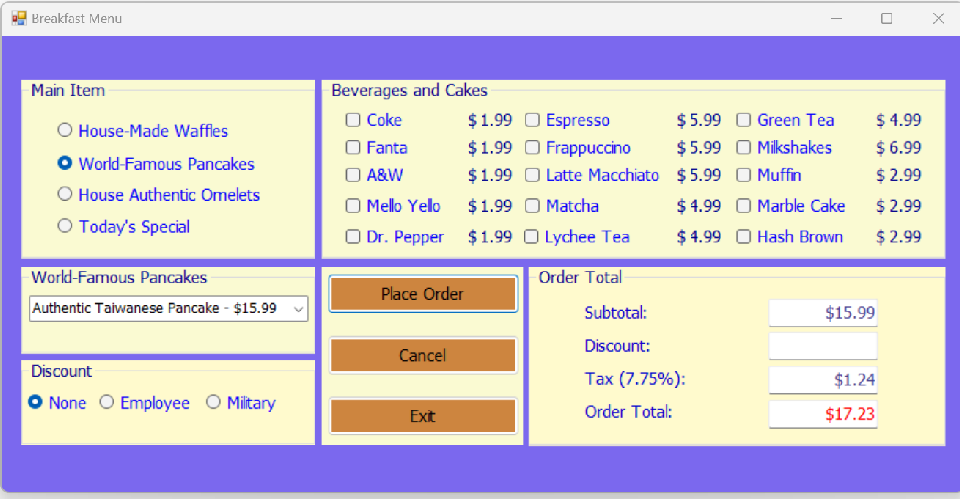 Breakfast Menu
Main Item
House-Made Waffles
World-Famous Pancakes
House Authentic Omelets
Today's Special
Beverages and Cakes
Coke $ 1.99 Espresso $ 5.99 Green Tea $ 4.99
Fanta $ 1.99 Frappuccino $ 5.99 Milkshakes $ 6.99
A&W $ 1.99 Latte Macchiato $ 5.99 Muffin $ 2.99
Mello Yello $ 1.99 Matcha $ 4.99 Marble Cake $ 2.99
Dr. Pepper $ 1.99 Lychee Tea $ 4.99 Hash Brown $ 2.99
World-Famous Pancakes
Authentic Taiwanese Pancake - $15.99
Discount
None Employee Military
Place Order
Cancel
Exit
Order Total
Subtotal: $15.99
Discount:
Tax (7.75%): $1.24
Order Total: $17.23